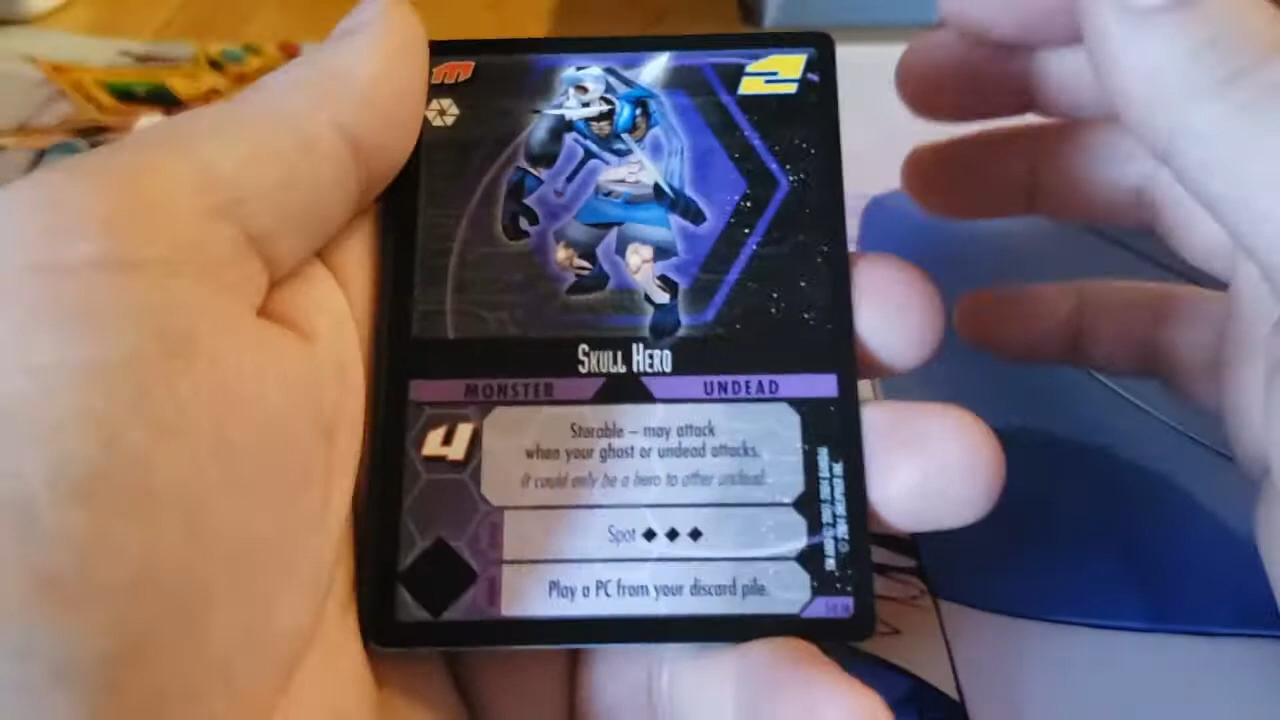 m
2
Skull Hero
MONSTER UNDEAD
4
Storable – may attack
when your ghost or undead attacks.
It could only be a hero to other undead.
Spot ◆ ◆ ◆
Play a PC from your discard pile.